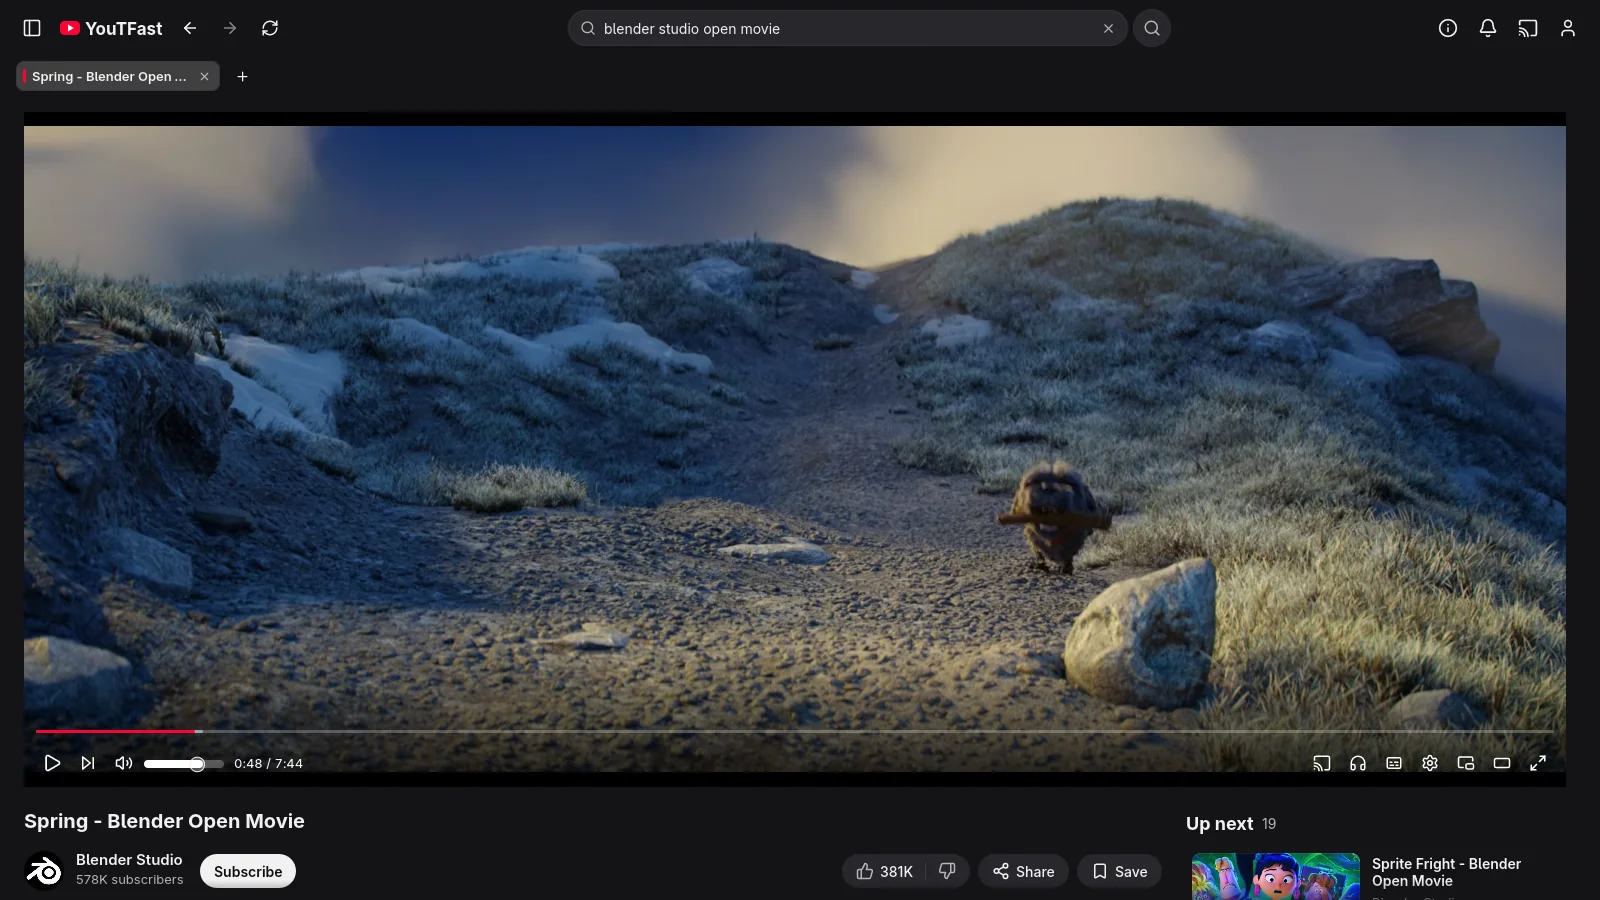 YouTFast
blender studio open movie
Spring - Blender Open ...
0:48 / 7:44
Spring - Blender Open Movie
Blender Studio
578K subscribers
Subscribe
381K
Share
Save
Up next 19
Sprite Fright - Blender
Open Movie